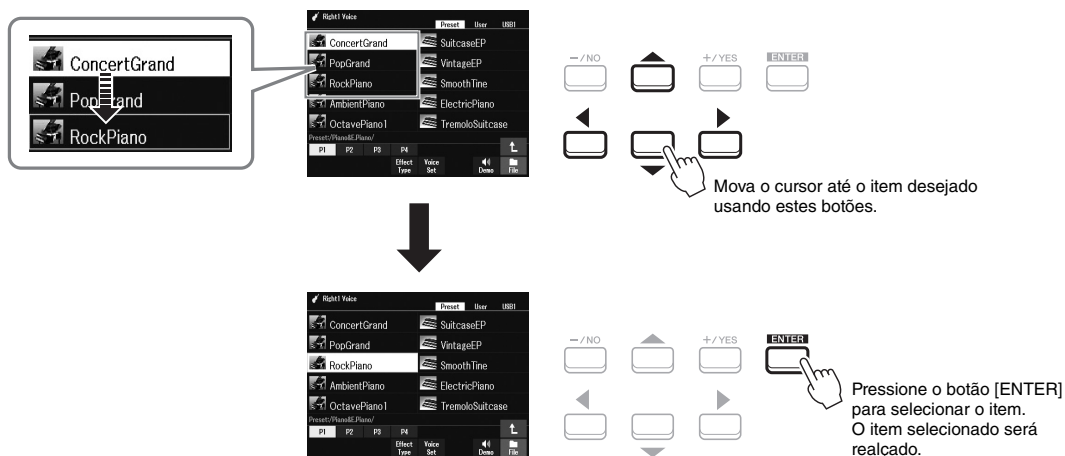 ConcertGrand
PopGrand
RockPiano
Right1 Voice
Preset User USB1
ConcertGrand SuitcaseEP
PopGrand VintageEP
RockPiano SmoothTine
AmbientPiano ElectricPiano
OctavePiano1 TremoloSuitcase
Preset:/Piano&E.Piano/
P1 P2 P3 P4
Effect Type Voice Set Demo File
–/NO +/YES ENTER
Mova o cursor até o item desejado
usando estes botões.
Right1 Voice
Preset User USB1
ConcertGrand SuitcaseEP
PopGrand VintageEP
RockPiano SmoothTine
AmbientPiano ElectricPiano
OctavePiano1 TremoloSuitcase
Preset:/Piano&E.Piano/
P1 P2 P3 P4
Effect Type Voice Set Demo File
–/NO +/YES ENTER
Pressione o botão [ENTER]
para selecionar o item.
O item selecionado será
realçado.